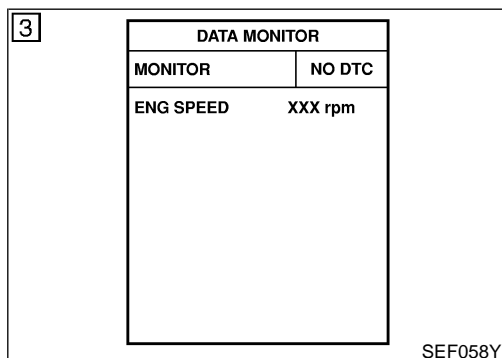 3
DATA MONITOR
MONITOR NO DTC
ENG SPEED XXX rpm
SEF058Y